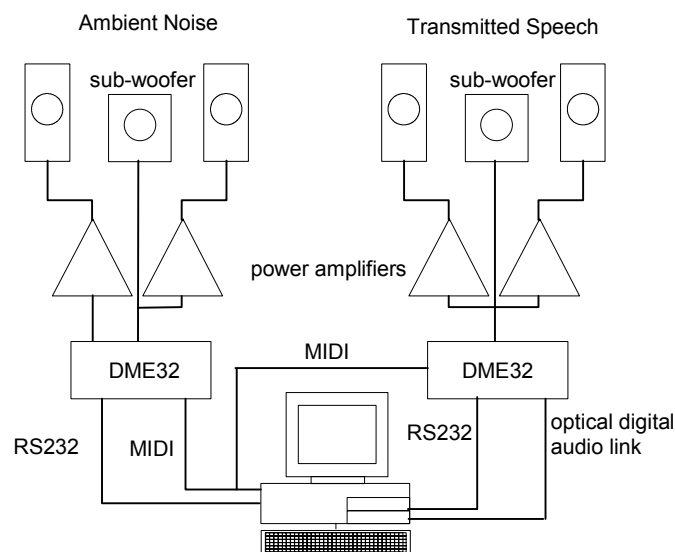 Ambient Noise
Transmitted Speech
sub-woofer
sub-woofer
power amplifiers
DME32
MIDI
DME32
RS232
MIDI
RS232
optical digital
audio link